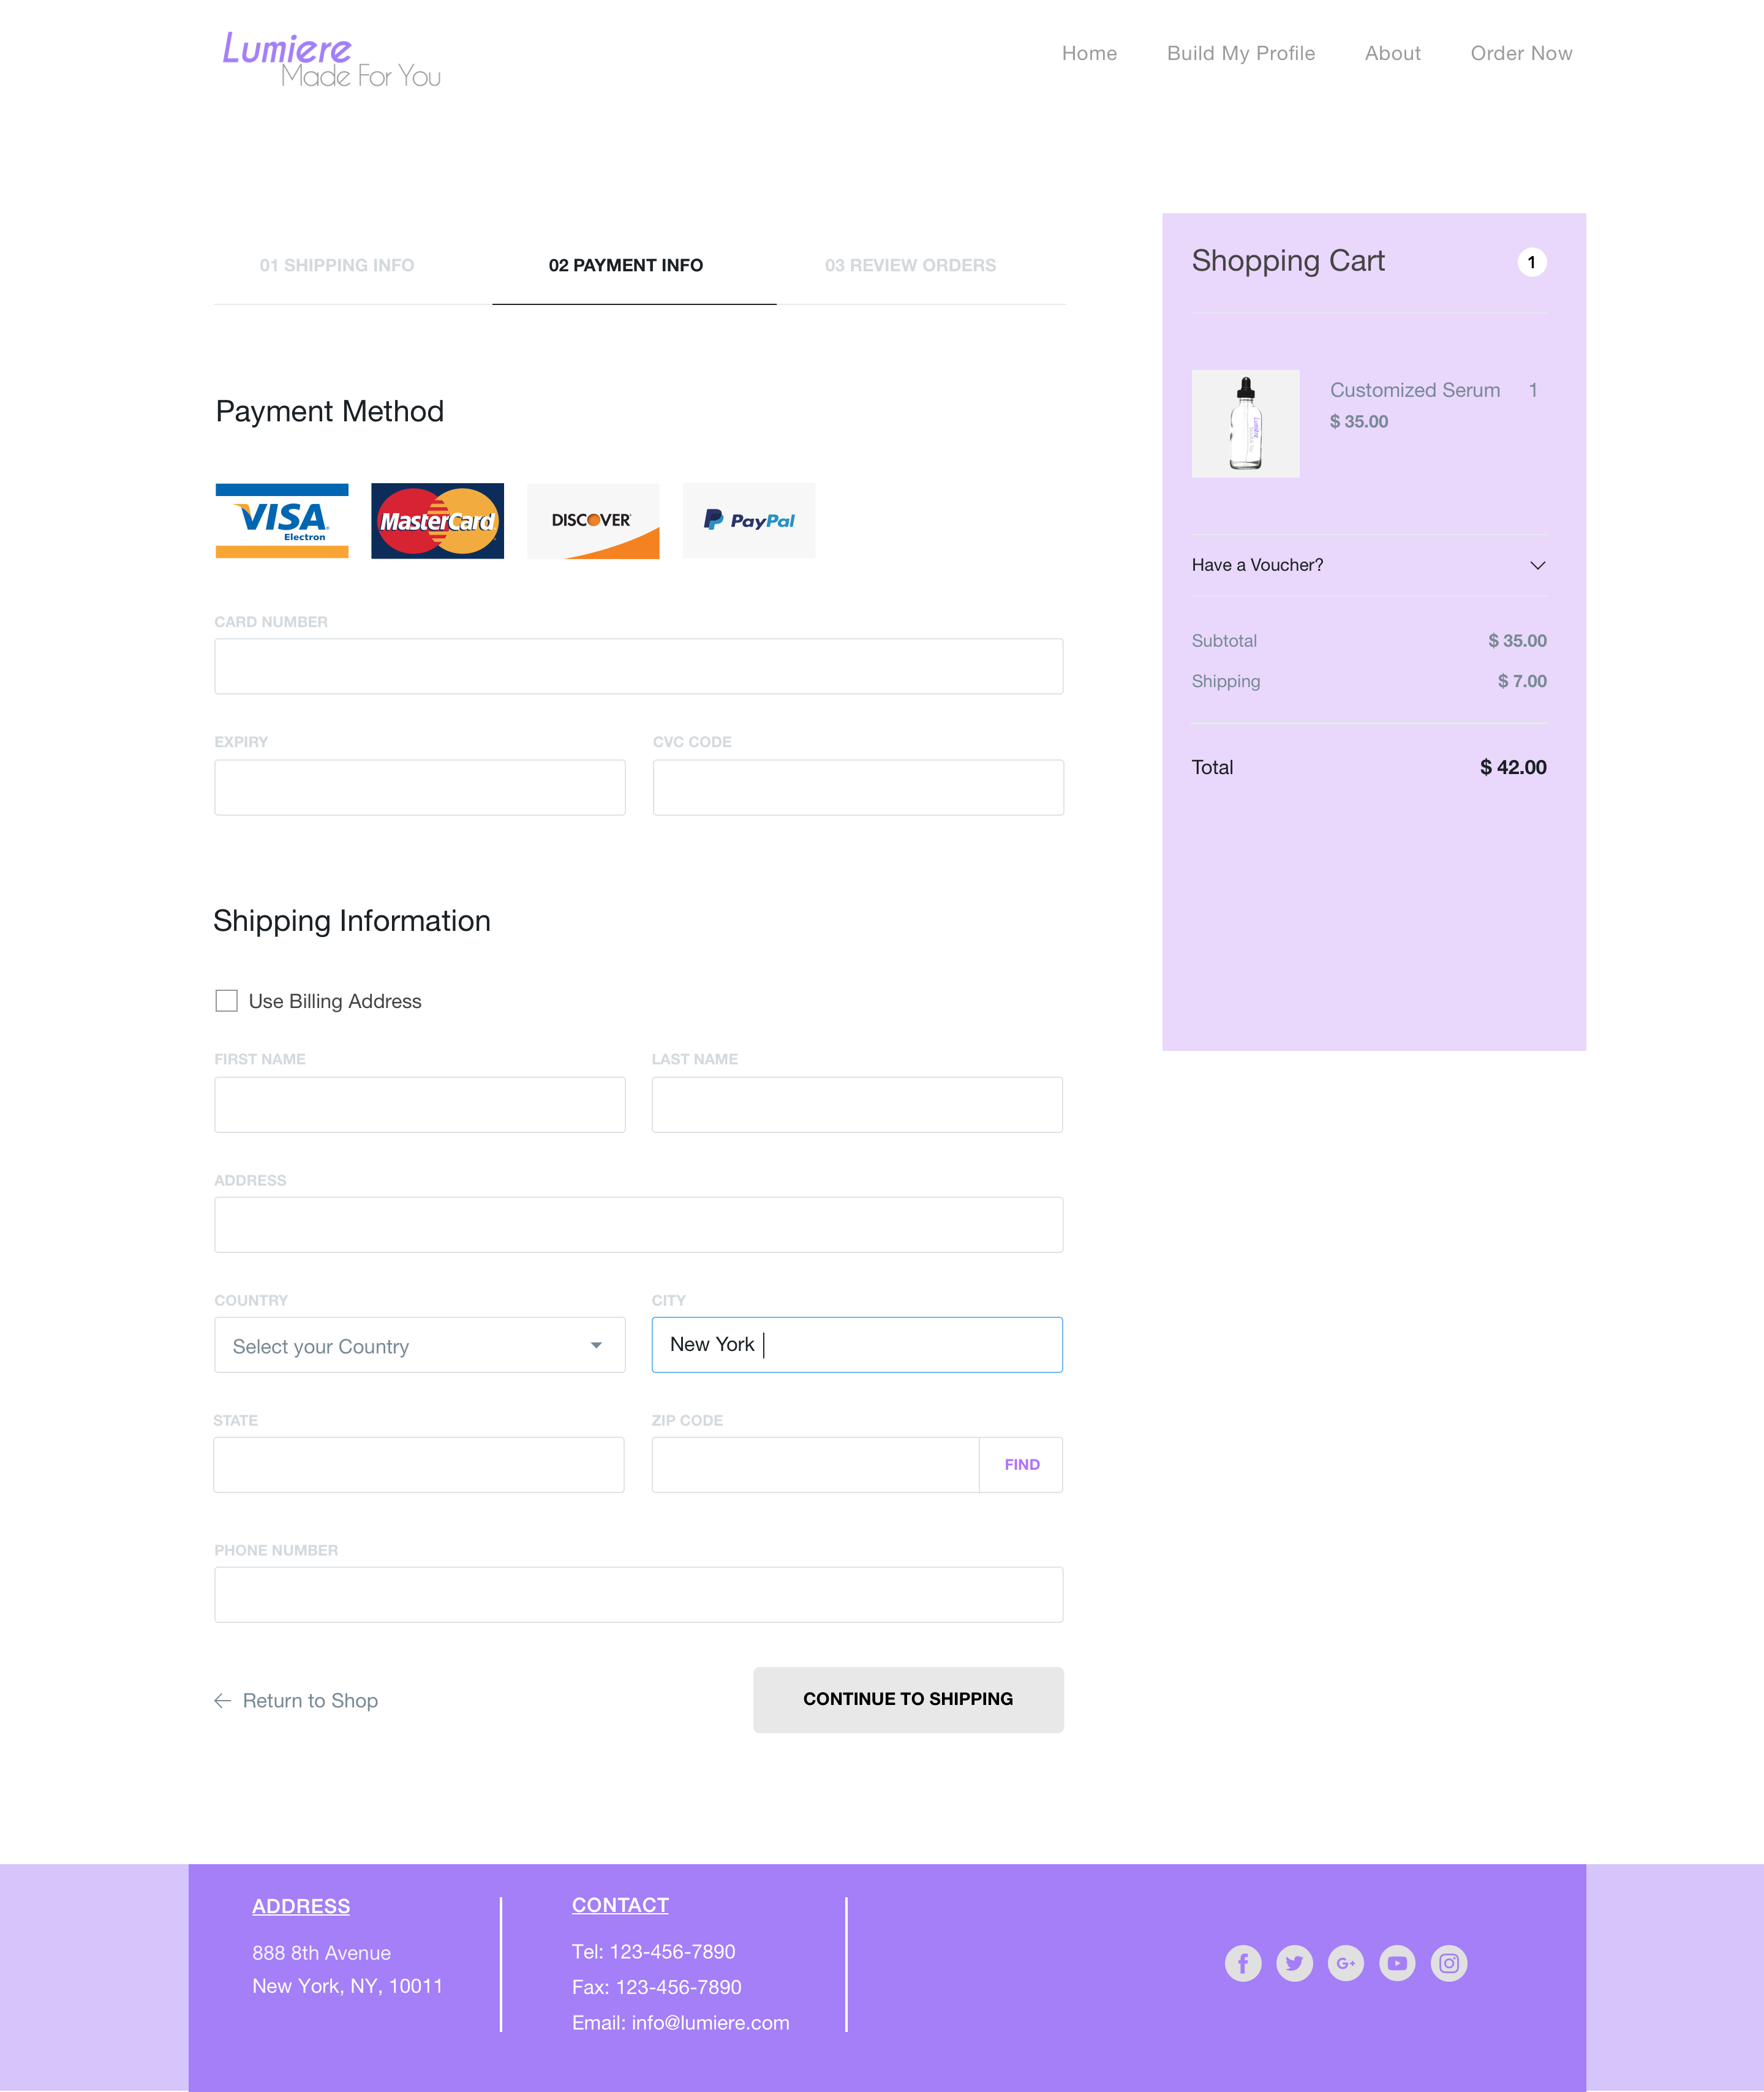 Lumiere
Made For You
Home Build My Profile About Order Now
01 SHIPPING INFO 02 PAYMENT INFO 03 REVIEW ORDERS
Payment Method
VISA
Electron
MasterCard
DISCOVER
PayPal
CARD NUMBER
EXPIRY CVC CODE
Shipping Information
Use Billing Address
FIRST NAME LAST NAME
ADDRESS
COUNTRY CITY
Select your Country New York
STATE ZIP CODE
FIND
PHONE NUMBER
Return to Shop CONTINUE TO SHIPPING
Shopping Cart 1
Lumiere
Customized Serum 1
$ 35.00
Have a Voucher?
Subtotal $ 35.00
Shipping $ 7.00
Total $ 42.00
ADDRESS
888 8th Avenue
New York, NY, 10011
CONTACT
Tel: 123-456-7890
Fax: 123-456-7890
Email: info@lumiere.com
G+